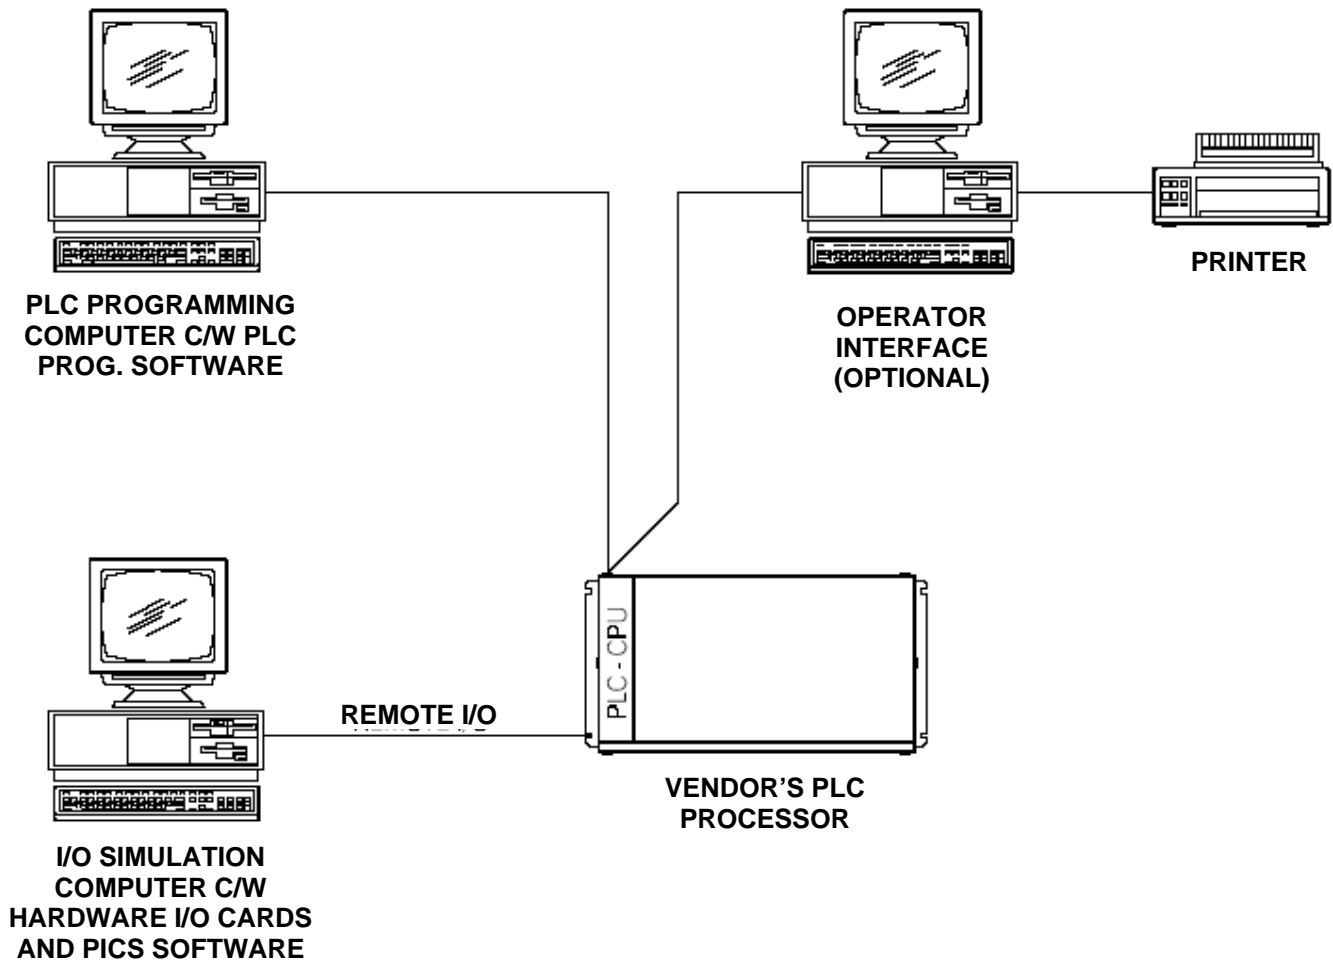 PRINTER
PLC PROGRAMMING
COMPUTER C/W PLC
PROG. SOFTWARE
OPERATOR
INTERFACE
(OPTIONAL)
PLC - CPU
REMOTE I/O
VENDOR’S PLC
PROCESSOR
I/O SIMULATION
COMPUTER C/W
HARDWARE I/O CARDS
AND PICS SOFTWARE